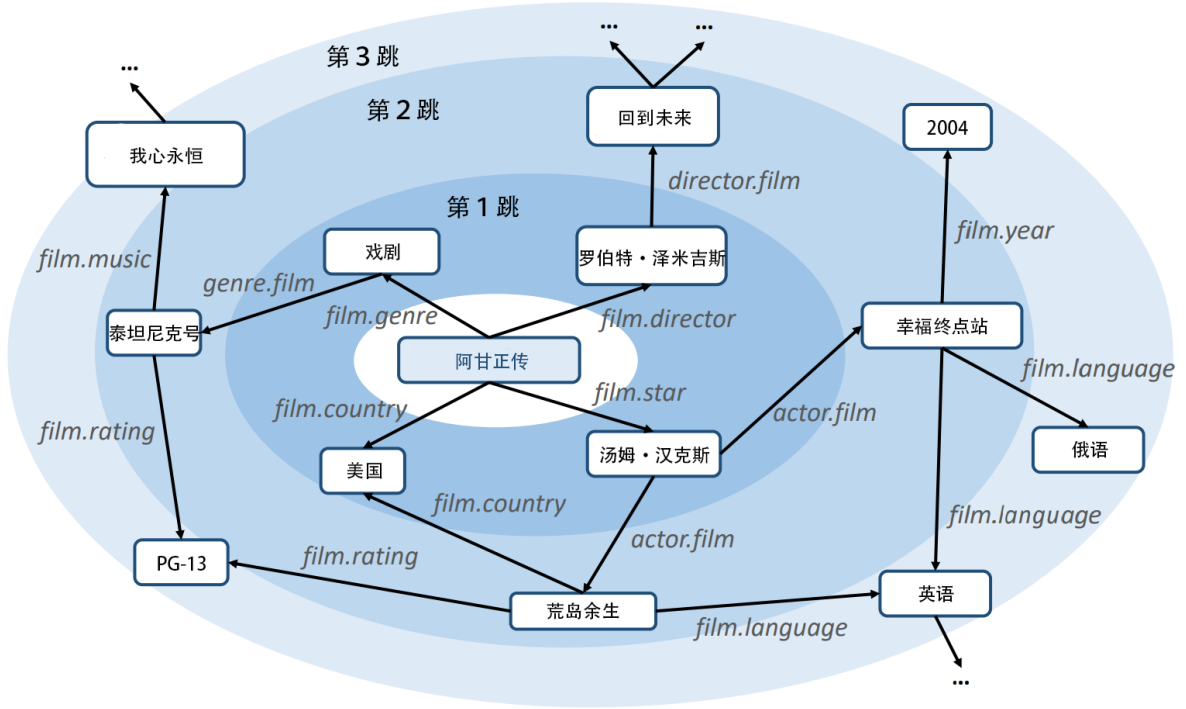 ...
...
...
第 3 跳
第 2 跳
回到未来
2004
我心永恒
director.film
第 1 跳
film.year
戏剧
罗伯特·泽米吉斯
film.music
genre.film
film.genre
film.director
幸福终点站
泰坦尼克号
阿甘正传
film.language
film.star
film.country
actor.film
film.rating
汤姆·汉克斯
俄语
美国
film.country
film.language
actor.film
film.rating
PG-13
英语
荒岛余生
film.language
...